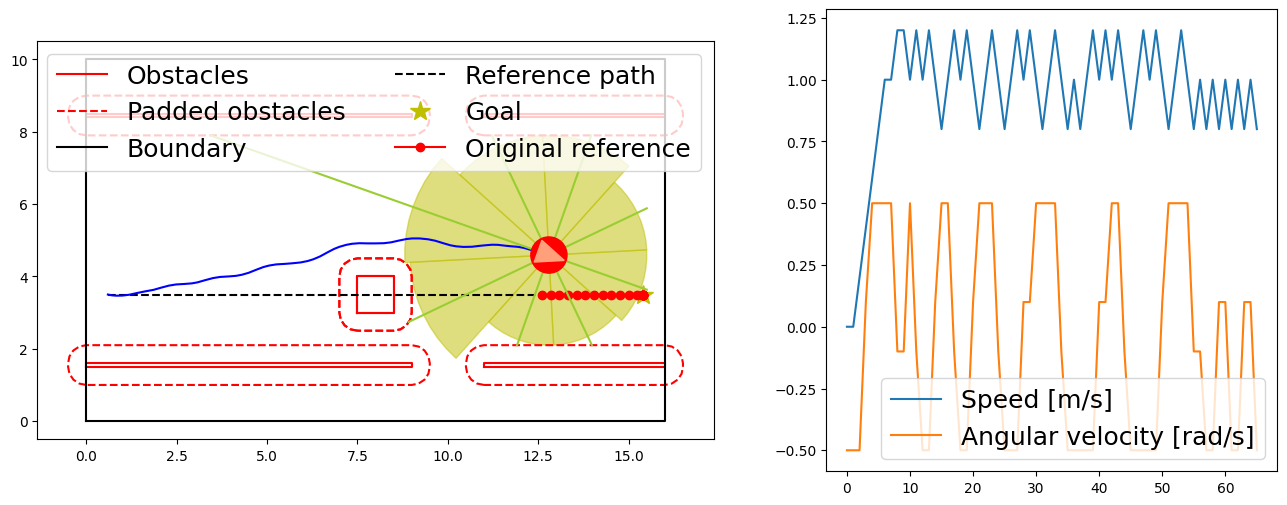 Obstacles
Padded obstacles
Boundary
Reference path
Goal
Original reference
10
8
6
4
2
0
0.0 2.5 5.0 7.5 10.0 12.5 15.0
1.25
1.00
0.75
0.50
0.25
0.00
-0.25
-0.50
Speed [m/s]
Angular velocity [rad/s]
0 10 20 30 40 50 60